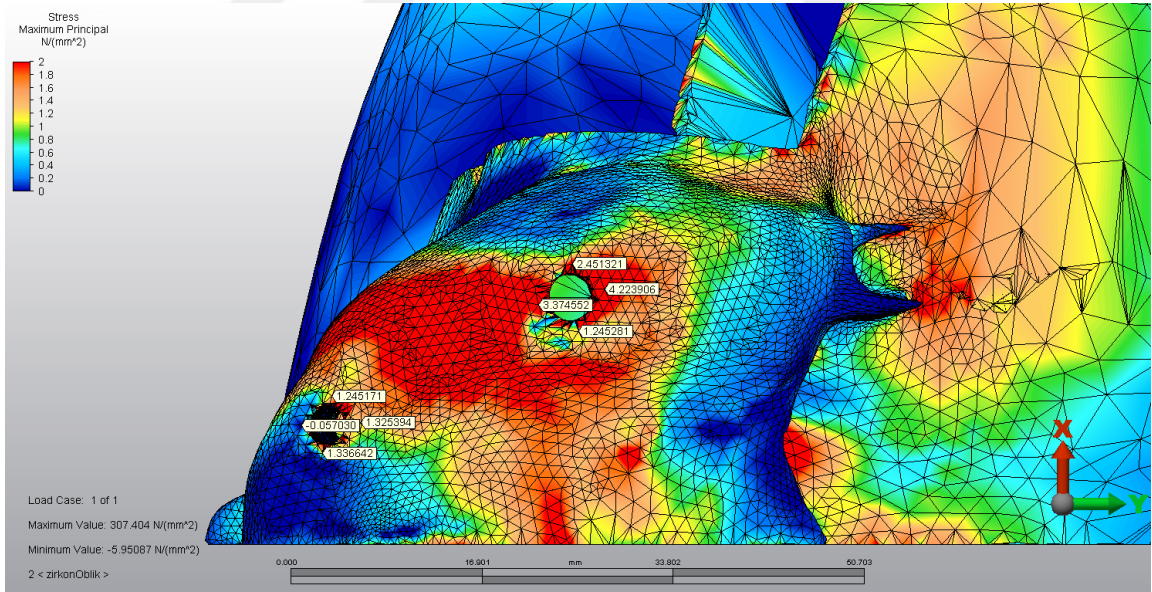 Stress
Maximum Principal
N/(mm^2)
2
1.8
1.6
1.4
1.2
1
0.8
0.6
0.4
0.2
0
2.451321
4.223906
3.374552
1.245281
1.245171
1.325394
-0.057030
1.336642
X
Y
Load Case: 1 of 1
Maximum Value: 307.404 N/(mm^2)
Minimum Value: -5.95087 N/(mm^2)
2 < zirkonOblik >
0.000 16.901 mm 33.802 50.703